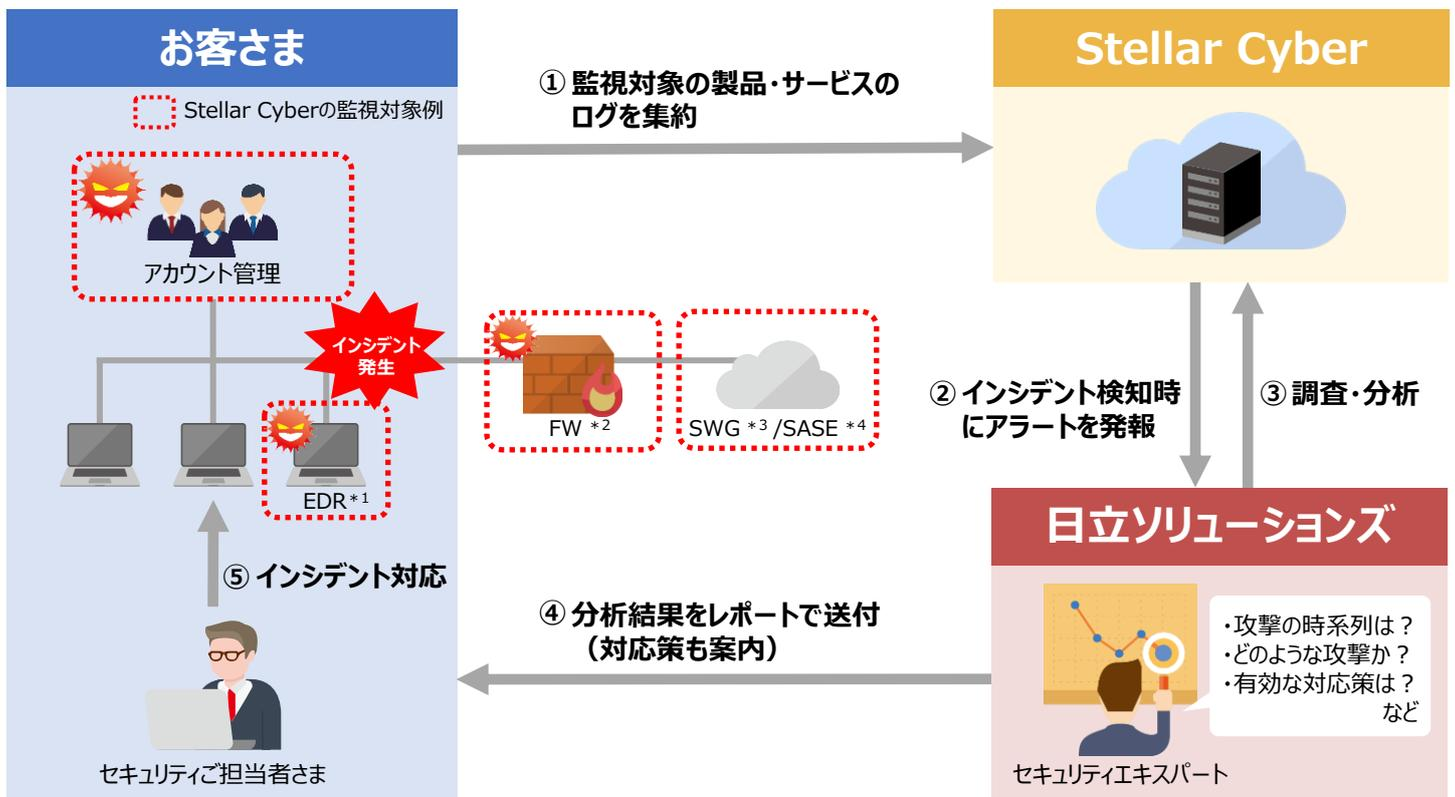 お客さま
Stellar Cyber
Stellar Cyberの監視対象例
① 監視対象の製品・サービスの
ログを集約
アカウント管理
インシデント
発生
FW *2
SWG *3 /SASE *4
EDR*1
② インシデント検知時
にアラートを発報
③ 調査・分析
日立ソリューションズ
⑤ インシデント対応
④ 分析結果をレポートで送付
（対応策も案内）
・攻撃の時系列は？
・どのような攻撃か？
・有効な対応策は？
など
セキュリティご担当者さま
セキュリティエキスパート